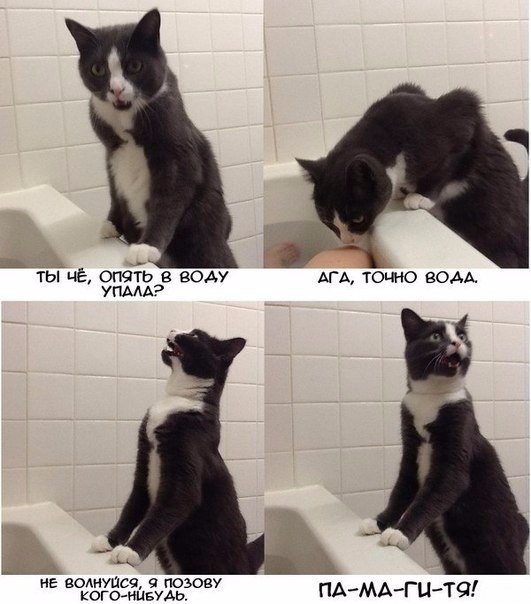 ТЫ ЧЁ, ОПЯТЬ В ВОДУ
УПАЛА?
АГА, ТОЧНО ВОДА.
НЕ ВОЛНУЙСЯ, Я ПОЗОВУ
КОГО-НИБУДЬ.
ПА-МА-ГИ-ТЯ!